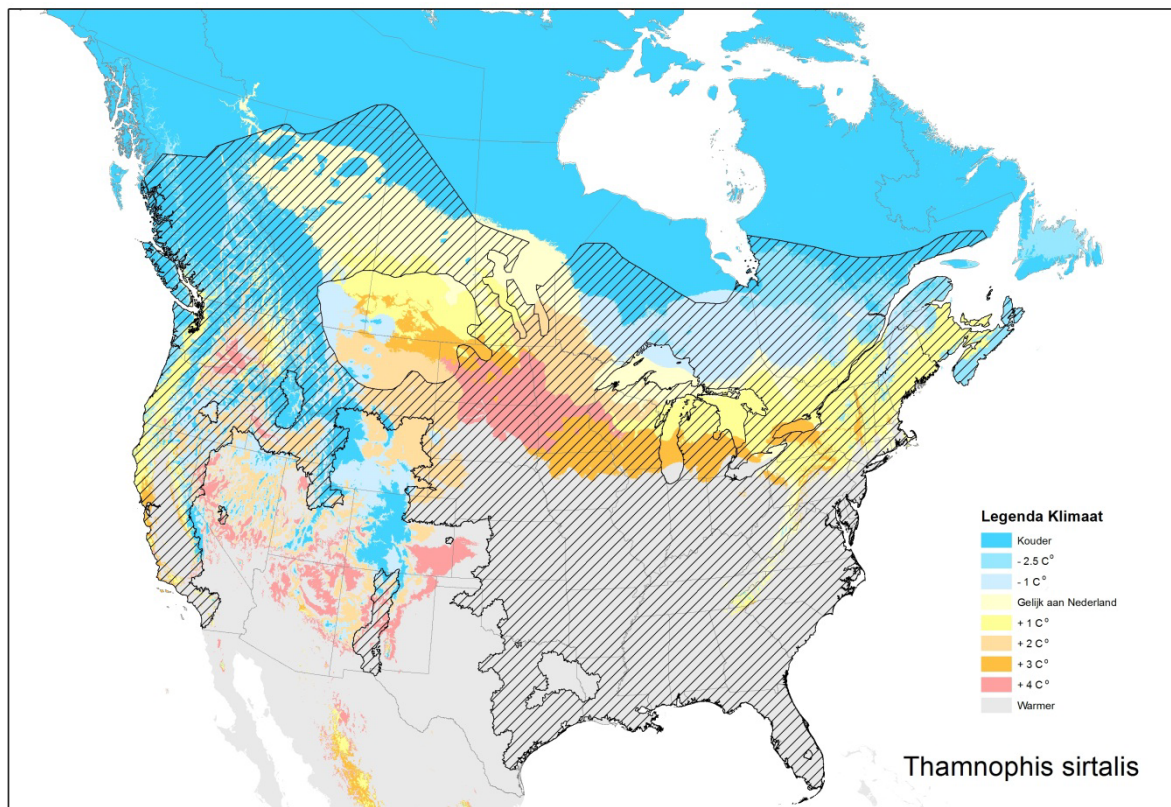 Legenda Klimaat
Kouder
- 2.5 C°
- 1 C°
Gelijk aan Nederland
+ 1 C°
+ 2 C°
+ 3 C°
+ 4 C°
Warmer
Thamnophis sirtalis